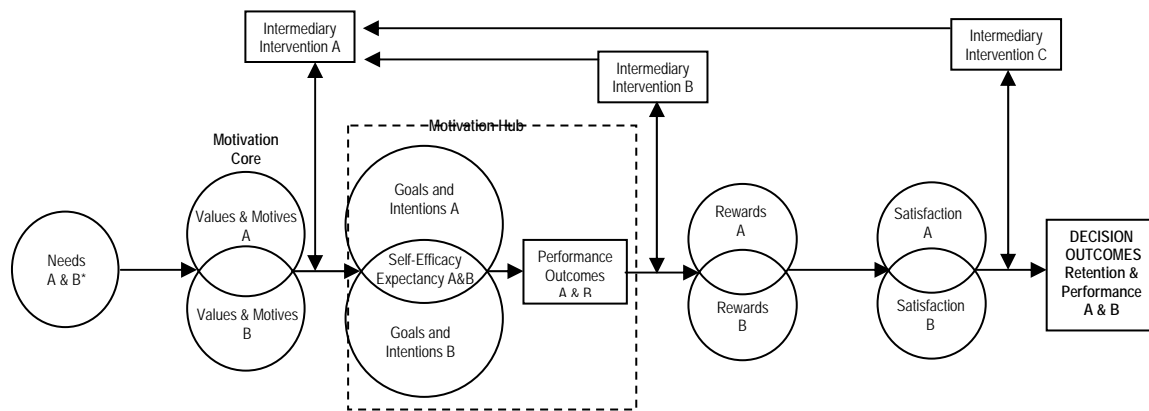 Intermediary
Intervention A
Intermediary
Intervention B
Intermediary
Intervention C
Motivation
Core
Motivation Hub
Needs
A & B*
Values & Motives
A
Values & Motives
B
Goals and
Intentions A
Self-Efficacy
Expectancy A&B
Goals and
Intentions B
Performance
Outcomes
A & B
Rewards
A
Rewards
B
Satisfaction
A
Satisfaction
B
DECISION
OUTCOMES
Retention &
Performance
A & B